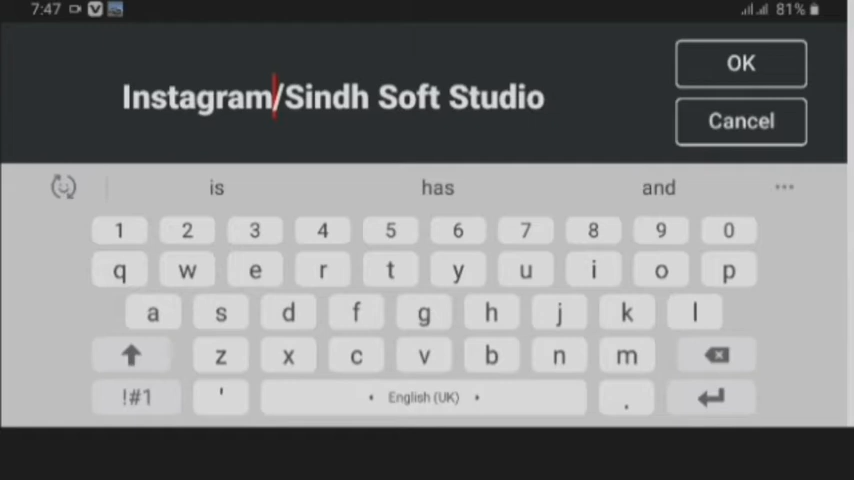 7:47
81%
Instagram/Sindh Soft Studio
OK
Cancel
is has and ...
1 2 3 4 5 6 7 8 9 0
q w e r t y u i o p
a s d f g h j k l
z x c v b n m
!#1 ' English (UK) .